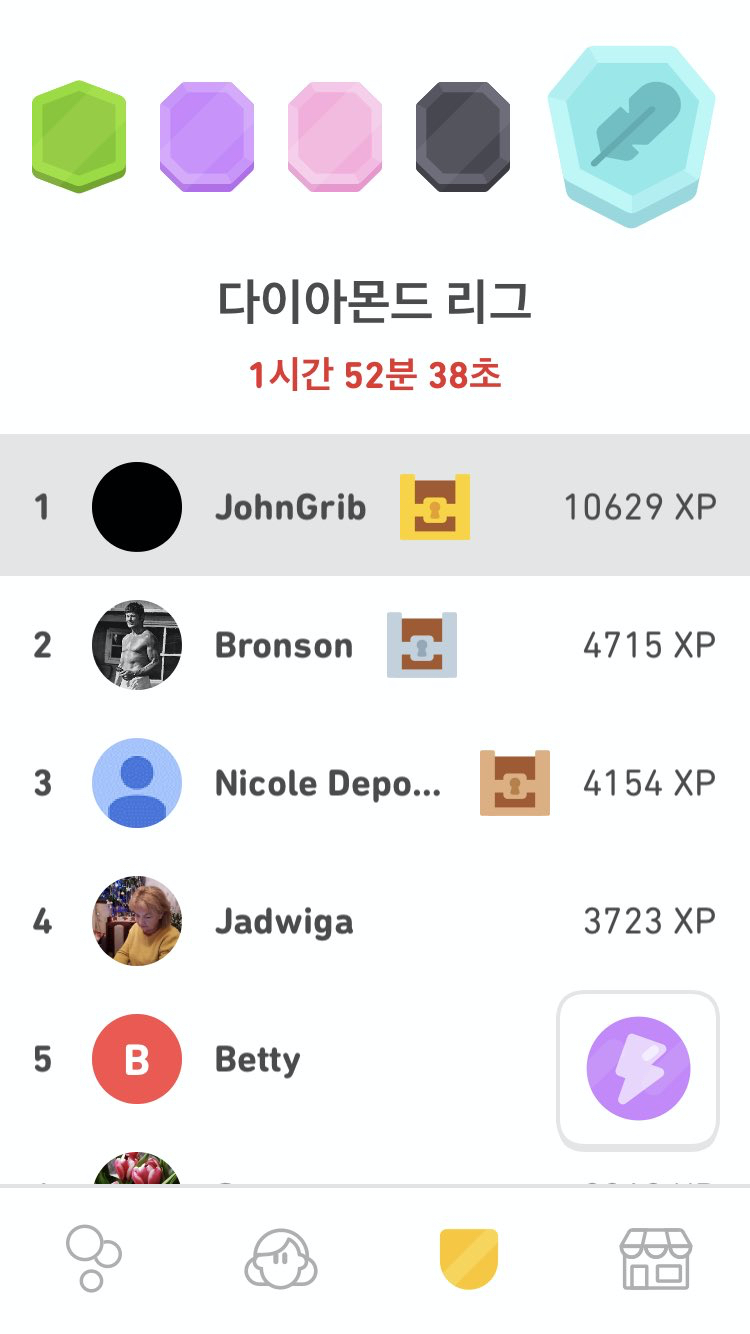 다이아몬드 리그
1시간 52분 38초
1 JohnGrib 10629 XP
2 Bronson 4715 XP
3 Nicole Depo... 4154 XP
4 Jadwiga 3723 XP
5 B Betty